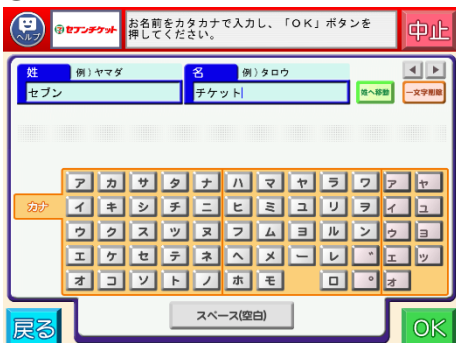 ヘルプ
セブンチケット
お名前をカタカナで入力し、「OK」ボタンを
押してください。
中止
姓 例）ヤマダ 名 例）タロウ
セブン チケット
姓へ移動 一文字削除
カナ
ア カ サ タ ナ ハ マ ヤ ラ ワ ァ ャ
イ キ シ チ ニ ヒ ミ ユ リ ヲ ィ ュ
ウ ク ス ツ ヌ フ ム ヨ ル ン ゥ ョ
エ ケ セ テ ネ ヘ メ ー レ ゛ ェ ッ
オ コ ソ ト ノ ホ モ ロ ゜ ォ
スペース(空白)
戻る OK